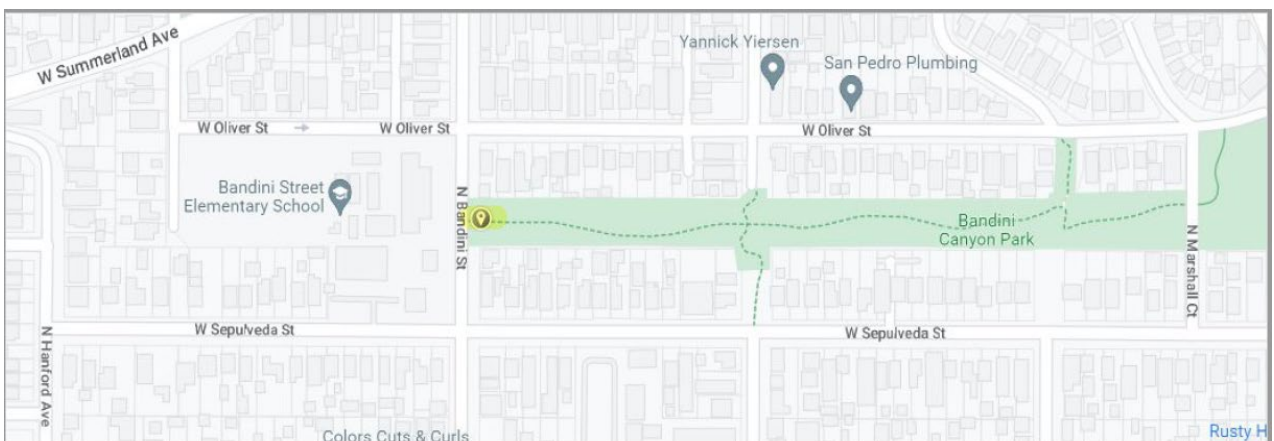 W Summerland Ave
Yannick Yiersen
San Pedro Plumbing
W Oliver St
W Oliver St
W Oliver St
Bandini Street
Elementary School
N Bandini St
Bandini
Canyon Park
N Marshall Ct
W Sepulveda St
W Sepulveda St
N Hanford Ave
Colors Cuts & Curls
Rusty H